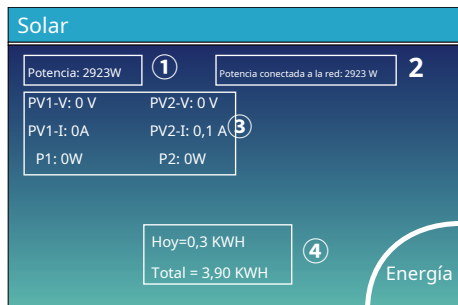 Solar
Potencia: 2923W ① Potencia conectada a la red: 2923 W 2
PV1-V: 0 V PV2-V: 0 V
PV1-I: 0A PV2-I: 0,1 A ③
P1: 0W P2: 0W
Hoy=0,3 KWH ④
Total = 3,90 KWH
Energía